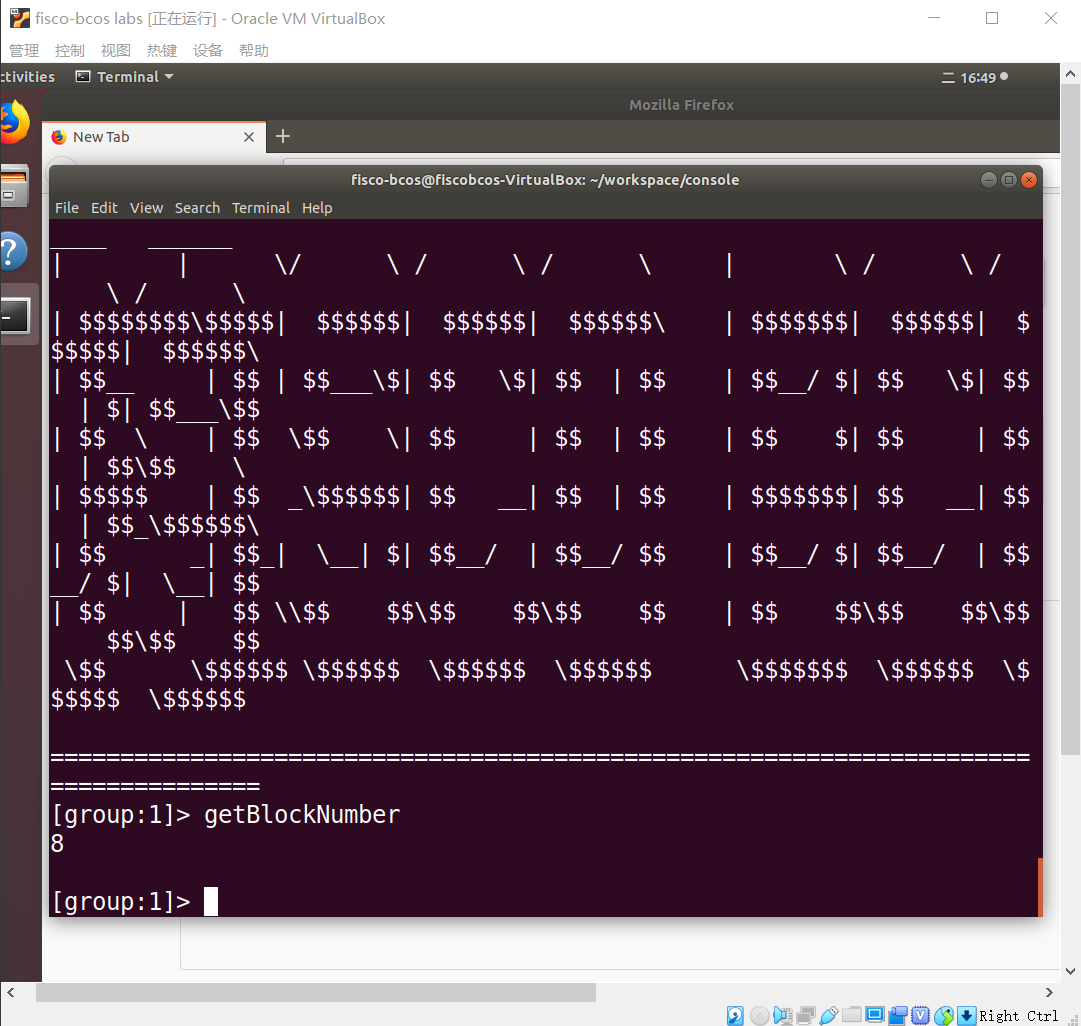 fisco-bcos labs [正在运行] - Oracle VM VirtualBox
管理 控制 视图 热键 设备 帮助
ctivities Terminal 二 16:49
Mozilla Firefox
New Tab
fisco-bcos@fiscobcos-VirtualBox: ~/workspace/console
File Edit View Search Terminal Help
_____   _______
|        |      \/      \ /      \ /      \     |       \ /      \ /
    \ /      \
| $$$$$$$$\$$$$$|  $$$$$$|  $$$$$$|  $$$$$$\    | $$$$$$$|  $$$$$$|  $
$$$$$|  $$$$$$\
| $$__     | $$ | $$___\$| $$   \$| $$  | $$    | $$__/ $| $$   \$| $$
  | $| $$___\$$
| $$  \    | $$  \$$    \| $$     | $$  | $$    | $$    $| $$     | $$
  | $$\$$    \
| $$$$$    | $$  _\$$$$$$| $$   __| $$  | $$    | $$$$$$$| $$   __| $$
  | $$_\$$$$$$\
| $$      _| $$_|  \__| $| $$__/  | $$__/ $$    | $$__/ $| $$__/  | $$
__/ $|  \__| $$
| $$     |   $$ \\$$    $$\$$    $$\$$    $$    | $$    $$\$$    $$\$$
    $$\$$    $$
 \$$      \$$$$$$ \$$$$$$  \$$$$$$  \$$$$$$      \$$$$$$$  \$$$$$$  \$
$$$$$  \$$$$$$
======================================================================
===============
[group:1]> getBlockNumber
8
[group:1]>
Right Ctrl